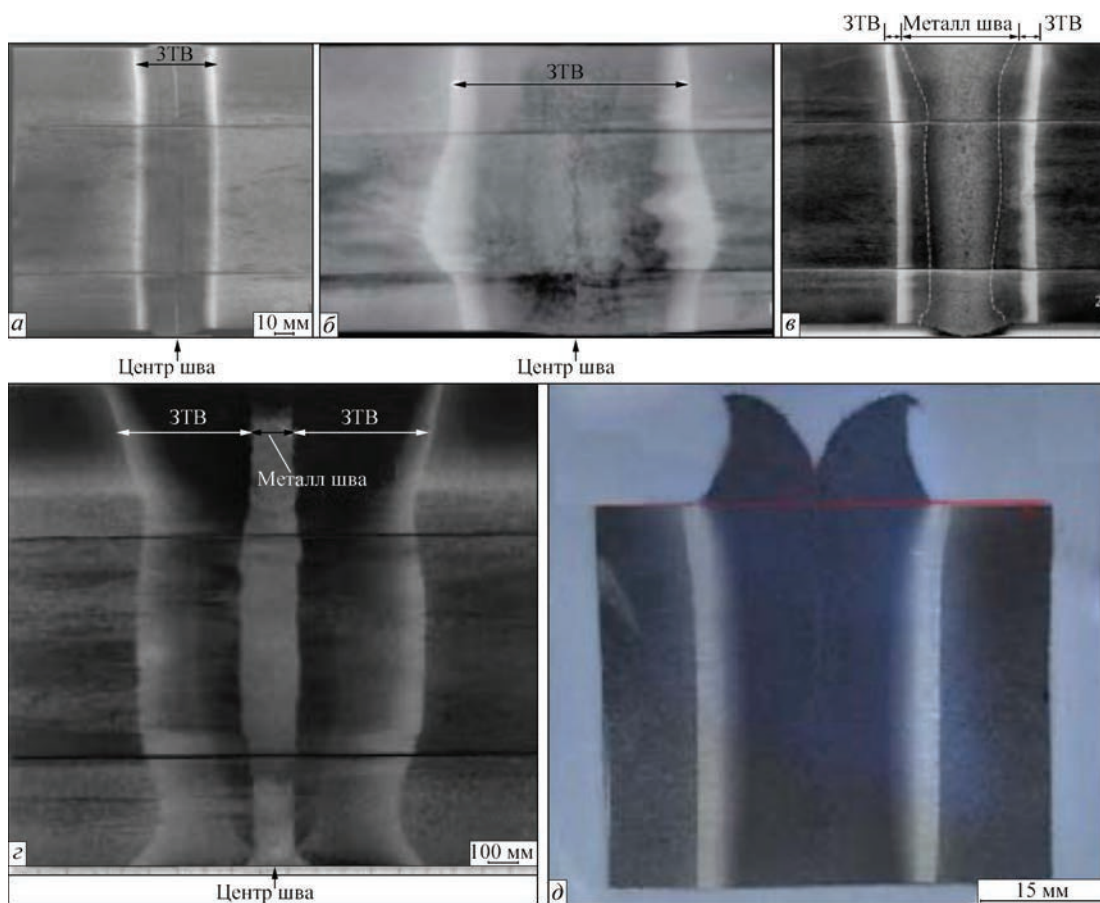 ЗТВ Металл шва ЗТВ
ЗТВ
ЗТВ
а
10 мм
б
в
2
Центр шва
Центр шва
ЗТВ
ЗТВ
Металл шва
г
100 мм
д
15 мм
Центр шва